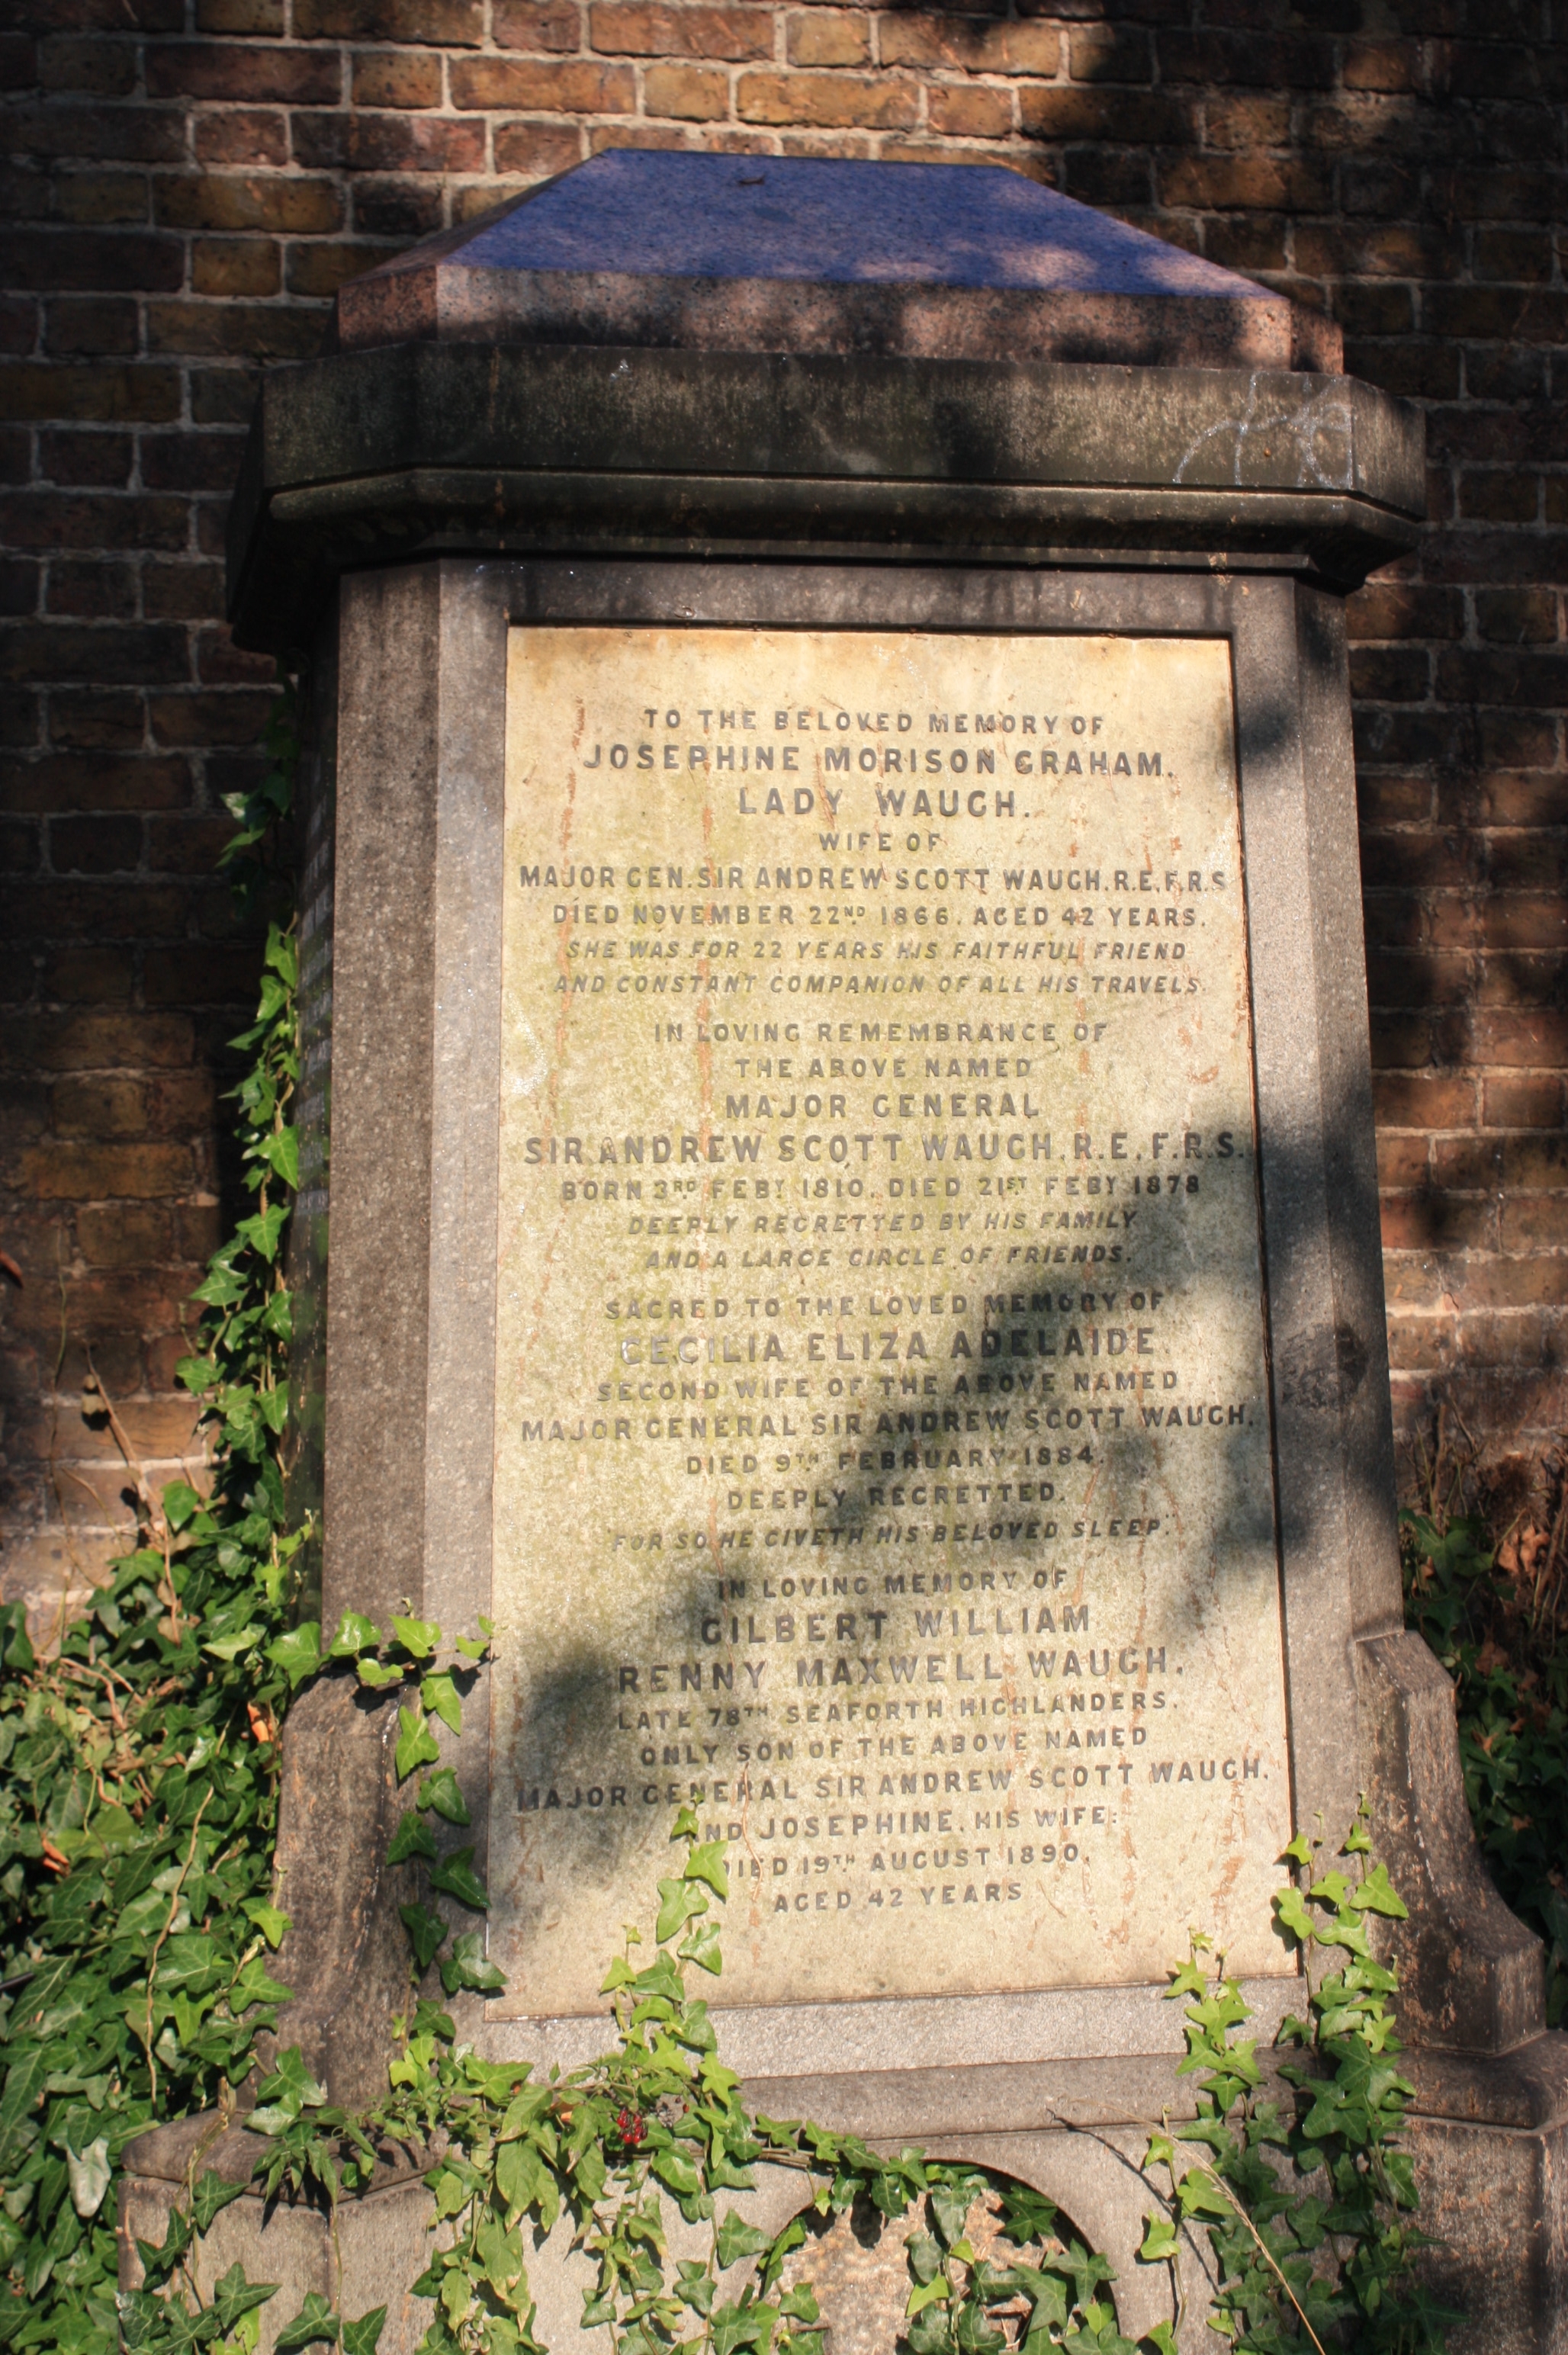 TO THE BELOVED MEMORY OF
JOSEPHINE MORISON GRAHAM.
LADY WAUGH.
WIFE OF
MAJOR GEN. SIR ANDREW SCOTT WAUGH. R.E. F.R.S
DIED NOVEMBER 22ND 1866. AGED 42 YEARS.
SHE WAS FOR 22 YEARS HIS FAITHFUL FRIEND
AND CONSTANT COMPANION OF ALL HIS TRAVELS.
IN LOVING REMEMBRANCE OF
THE ABOVE NAMED
MAJOR GENERAL
SIR ANDREW SCOTT WAUGH. R.E. F.R.S.
BORN 3RD FEBY 1810. DIED 21ST FEBY 1878
DEEPLY REGRETTED BY HIS FAMILY
AND A LARGE CIRCLE OF FRIENDS.
SACRED TO THE LOVED MEMORY OF
CECILIA ELIZA ADELAIDE.
SECOND WIFE OF THE ABOVE NAMED
MAJOR GENERAL SIR ANDREW SCOTT WAUGH.
DIED 9TH FEBRUARY 1884.
DEEPLY REGRETTED.
"FOR SO HE GIVETH HIS BELOVED SLEEP."
IN LOVING MEMORY OF
GILBERT WILLIAM
RENNY MAXWELL WAUGH.
LATE 78TH SEAFORTH HIGHLANDERS.
ONLY SON OF THE ABOVE NAMED
MAJOR GENERAL SIR ANDREW SCOTT WAUGH.
AND JOSEPHINE, HIS WIFE:
DIED 19TH AUGUST 1890.
AGED 42 YEARS